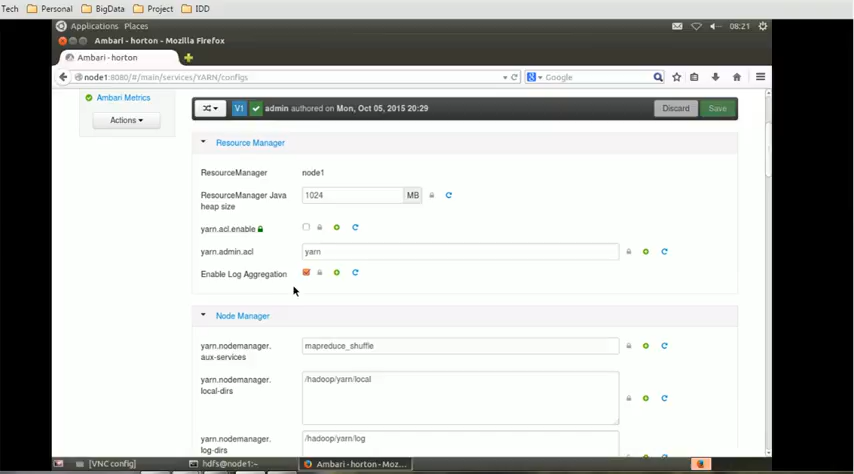 Tech Personal BigData Project IDD
Applications Places 08:21
Ambari - horton - Mozilla Firefox
Ambari - horton
node1:8080/#/main/services/YARN/configs Google
Ambari Metrics
Actions
V1 admin authored on Mon, Oct 05, 2015 20:29 Discard Save
Resource Manager
ResourceManager node1
ResourceManager Java 1024 MB
heap size
yarn.acl.enable
yarn.admin.acl yarn
Enable Log Aggregation
Node Manager
yarn.nodemanager. mapreduce_shuffle
aux-services
yarn.nodemanager. /hadoop/yarn/local
local-dirs
yarn.nodemanager. /hadoop/yarn/log
log-dirs
[VNC config] hdfs@node1:~ Ambari - horton - Moz...